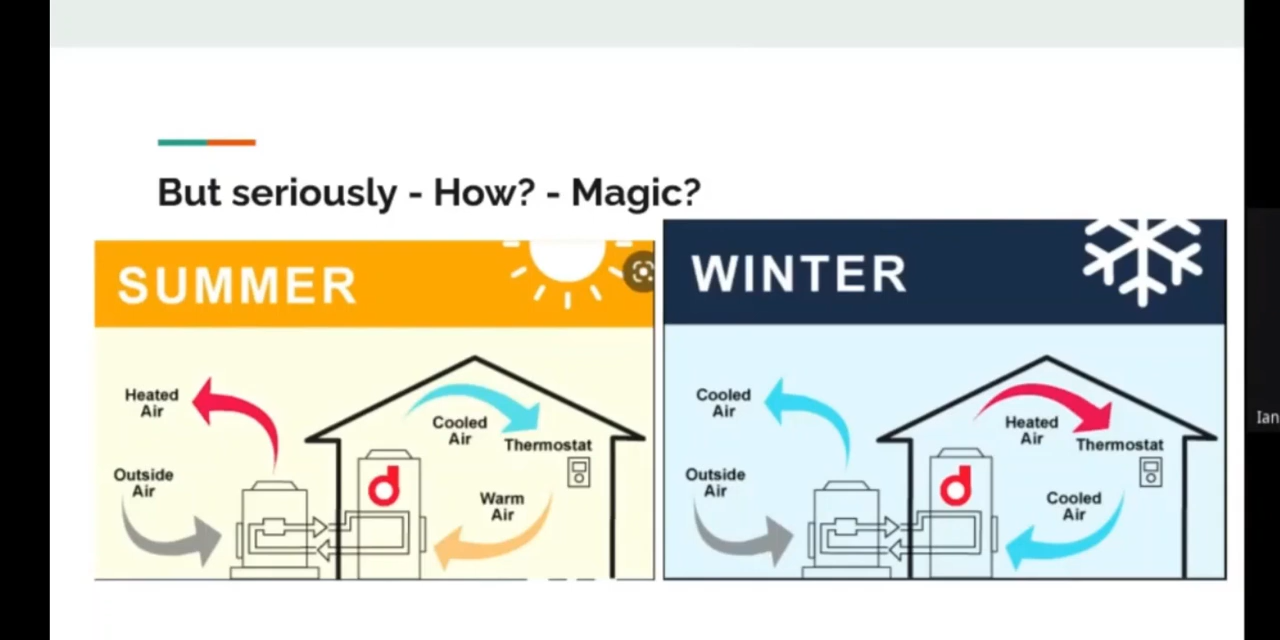 But seriously - How? - Magic?
SUMMER
Heated
Air
Cooled
Air
Thermostat
Outside
Air
Warm
Air
d
WINTER
Cooled
Air
Heated
Air
Thermostat
Outside
Air
Cooled
Air
d
Ian